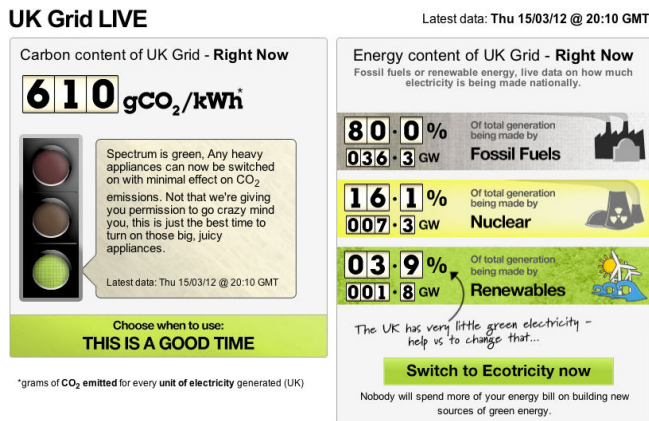 UK Grid LIVE
Latest data: Thu 15/03/12 @ 20:10 GMT
Carbon content of UK Grid - Right Now
610 gCO2/kWh*
Spectrum is green, Any heavy
appliances can now be switched
on with minimal effect on CO2
emissions. Not that we're giving
you permission to go crazy mind
you, this is just the best time to
turn on those big, juicy
appliances.
Latest data: Thu 15/03/12 @ 20:10 GMT
Choose when to use:
THIS IS A GOOD TIME
*grams of CO2 emitted for every unit of electricity generated (UK)
Energy content of UK Grid - Right Now
Fossil fuels or renewable energy, live data on how much
electricity is being made nationally.
80.0%
036.3 GW
Of total generation
being made by
Fossil Fuels
16.1%
007.3 GW
Of total generation
being made by
Nuclear
03.9%
001.8 GW
Of total generation
being made by
Renewables
The UK has very little green electricity –
help us to change that...
Switch to Ecotricity now
Nobody will spend more of your energy bill on building new
sources of green energy.